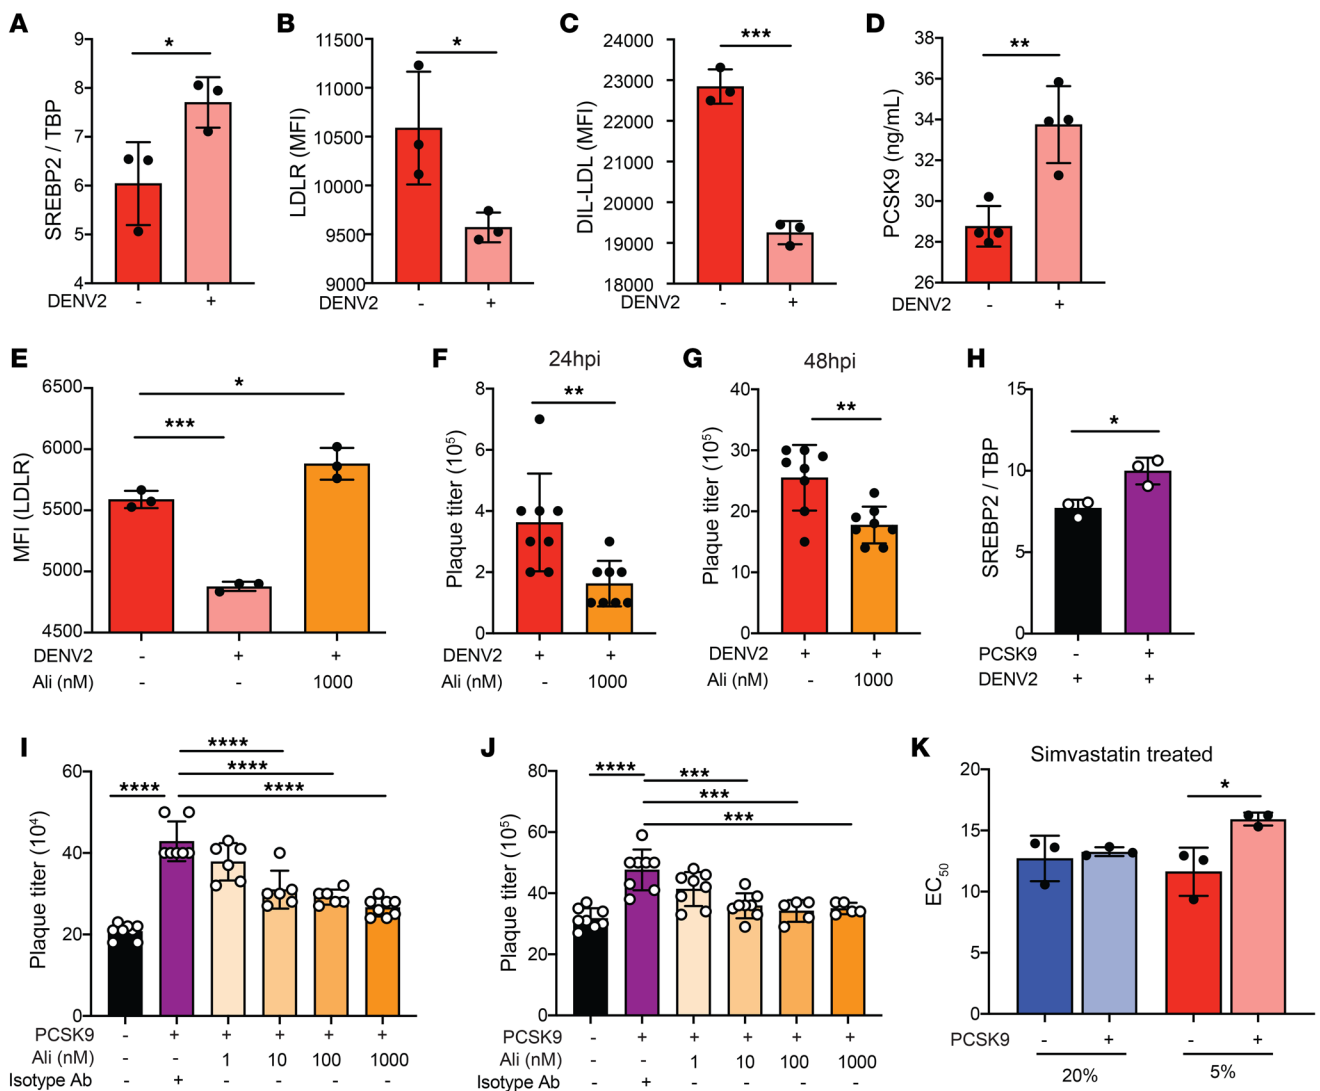 A
SREBP2 / TBP
9
8
7
6
5
4
*
DENV2 - +
B
LDLR (MFI)
11500
11000
10500
10000
9500
9000
*
DENV2 - +
C
DIL-LDL (MFI)
24000
23000
22000
21000
20000
19000
18000
***
DENV2 - +
D
PCSK9 (ng/mL)
38
36
34
32
30
28
26
**
DENV2 - +
E
MFI (LDLR)
6500
6000
5500
5000
4500
*
***
DENV2 - + +
Ali (nM) - - 1000
F
24hpi
Plaque titer (10⁵)
8
6
4
2
0
**
DENV2 + +
Ali (nM) - 1000
G
48hpi
Plaque titer (10⁵)
40
30
20
10
0
**
DENV2 + +
Ali (nM) - 1000
H
SREBP2 / TBP
15
10
5
0
*
PCSK9 - +
DENV2 + +
I
Plaque titer (10⁴)
60
40
20
0
****
****
****
****
PCSK9 - + + + + +
Ali (nM) - - 1 10 100 1000
Isotype Ab - + - - - -
J
Plaque titer (10⁵)
80
60
40
20
0
****
***
***
***
PCSK9 - + + + + +
Ali (nM) - - 1 10 100 1000
Isotype Ab - + - - - -
K
Simvastatin treated
EC₅₀
20
15
10
5
0
*
PCSK9 - + - +
20% 5%